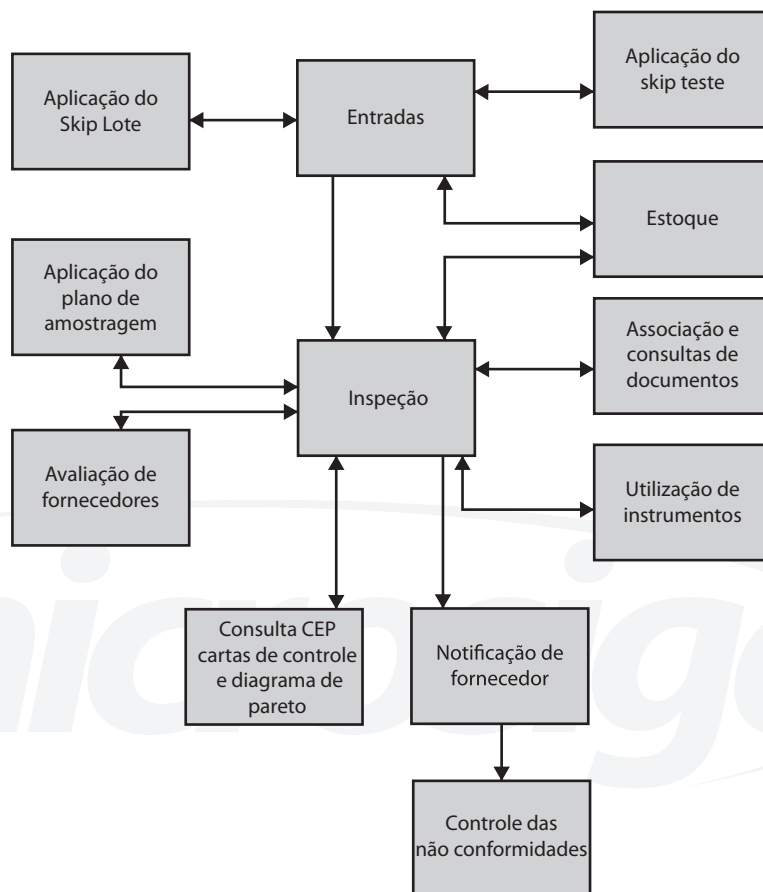 Aplicação do
Skip Lote
Entradas
Aplicação do
skip teste
Estoque
Aplicação do
plano de
amostragem
Inspeção
Associação e
consultas de
documentos
Avaliação de
fornecedores
Utilização de
instrumentos
Consulta CEP
cartas de controle
e diagrama de
pareto
Notificação de
fornecedor
Controle das
não conformidades